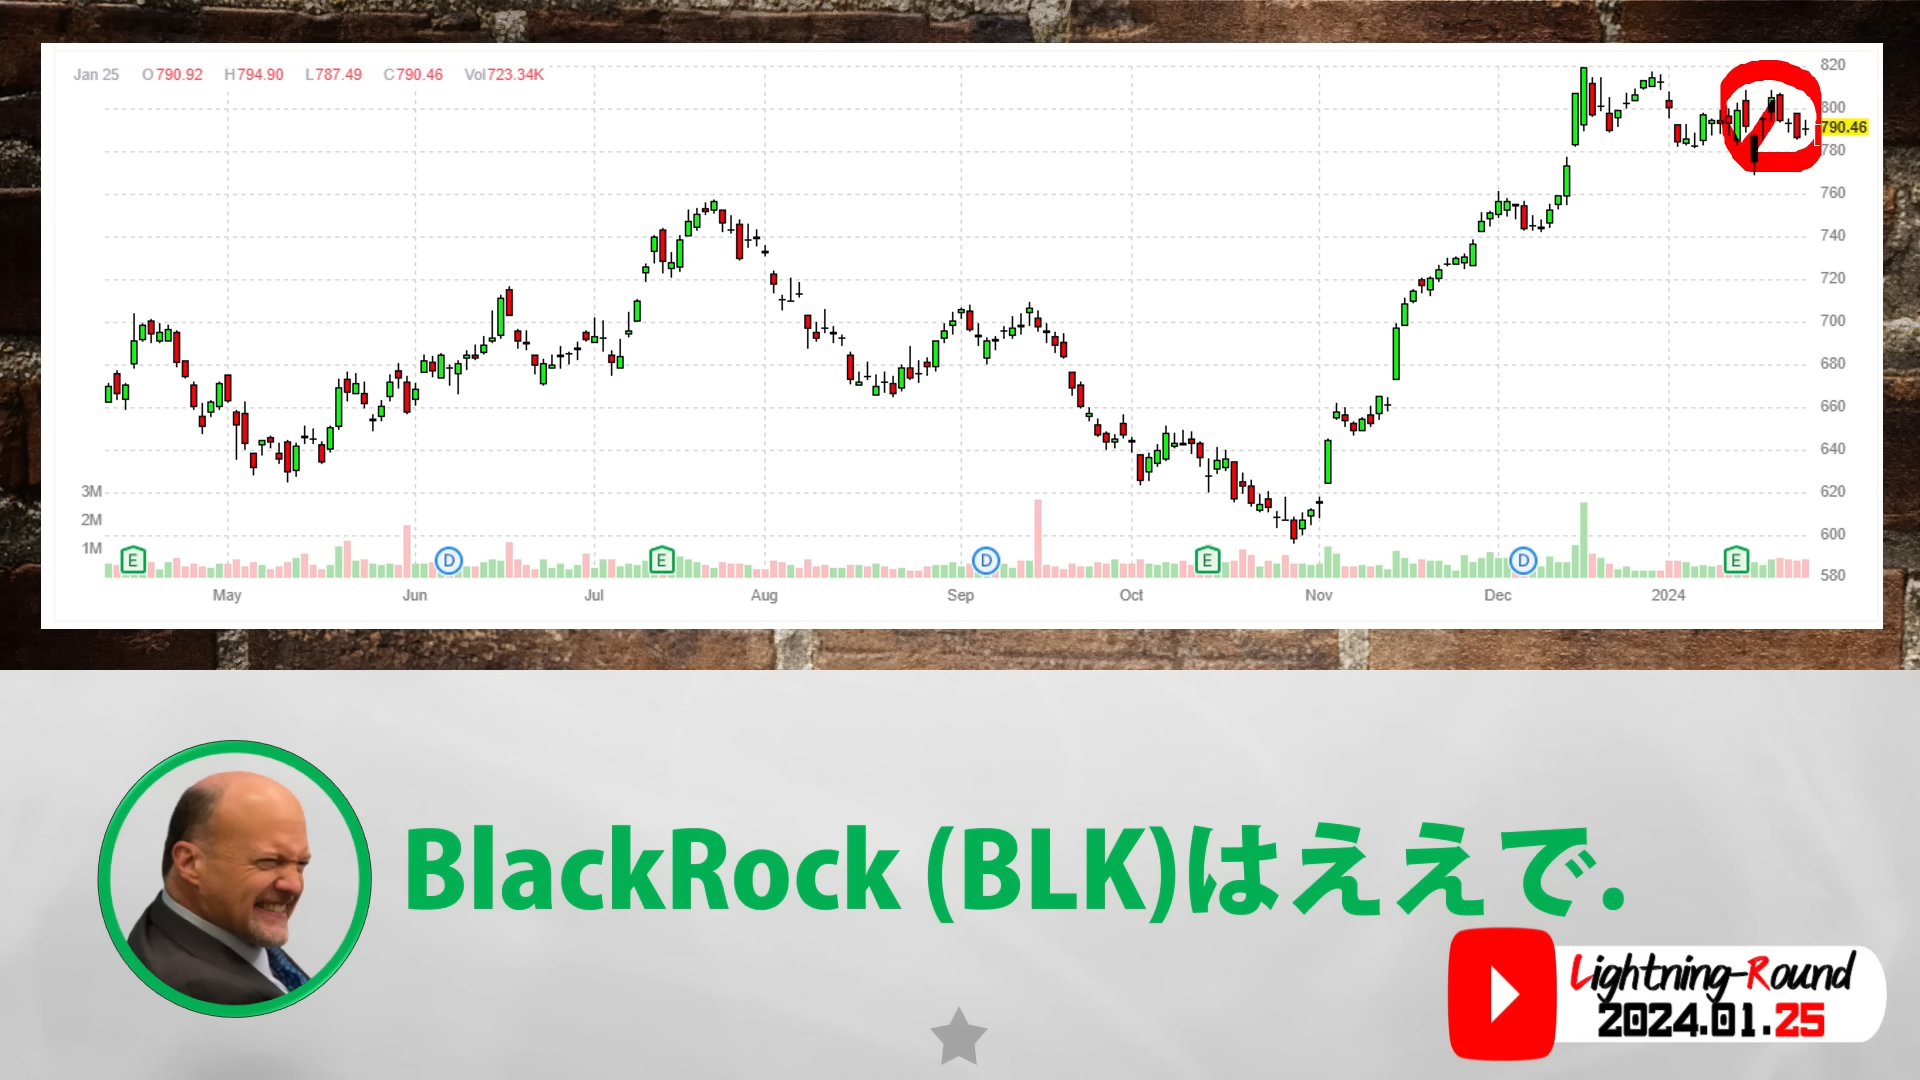 Jan 25 O790.92 H794.90 L787.49 C790.46 Vol723.34K
820
800
790.46
780
760
740
720
700
680
660
640
620
600
580
3M
2M
1M
E D E D E D E
May Jun Jul Aug Sep Oct Nov Dec 2024
BlackRock (BLK)はええで.
Lightning-Round
2024.01.25